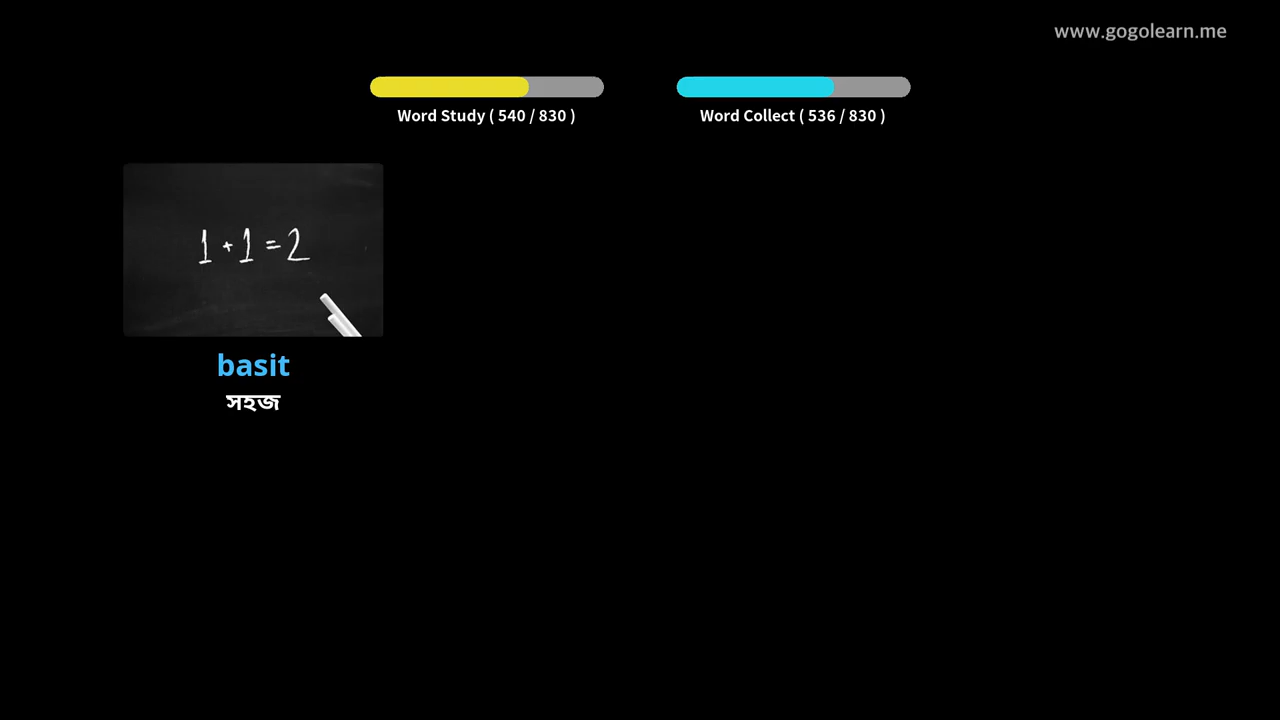 www.gogolearn.me
Word Study ( 540 / 830 )
Word Collect ( 536 / 830 )
1 + 1 = 2
basit
সহজ